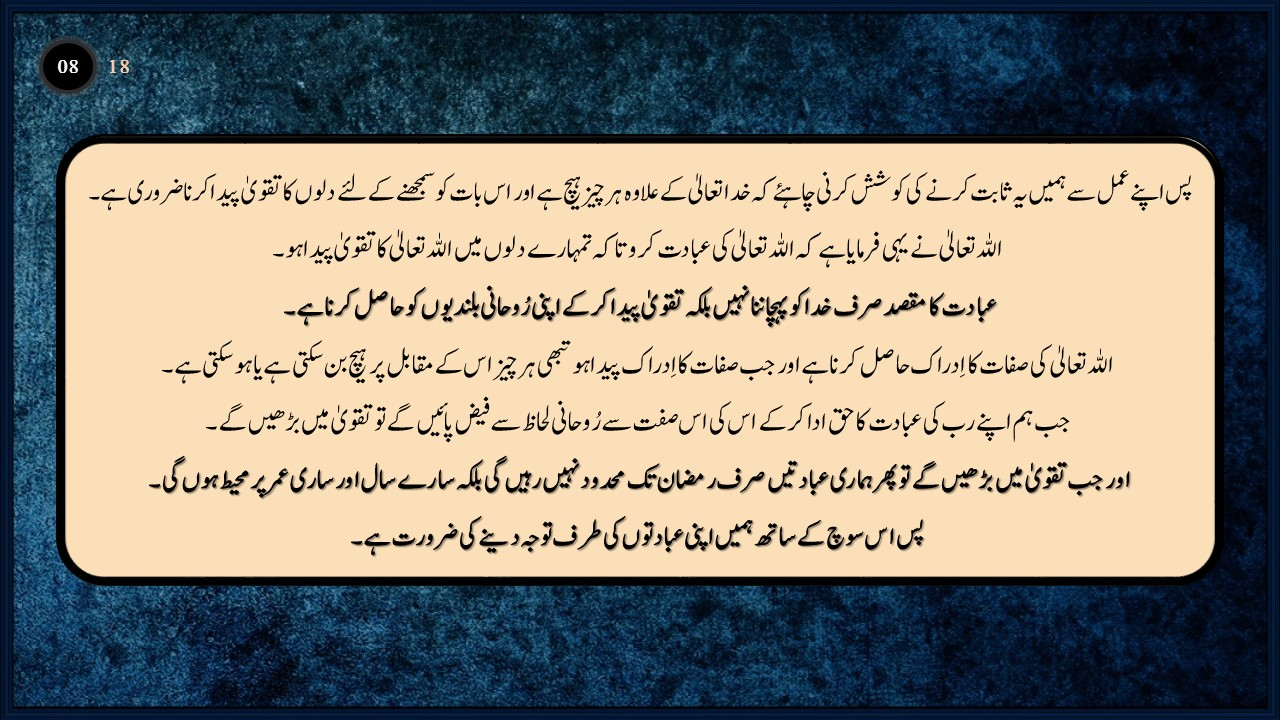 08 18
پس اپنے عمل سے ہمیں یہ ثابت کرنے کی کوشش کرنی چاہئے کہ خداتعالیٰ کے علاوہ ہر چیز ہیچ ہے اور اس بات کو سمجھنے کے لئے دلوں کا تقویٰ پیدا کرنا ضروری ہے۔
اللہ تعالیٰ نے یہی فرمایا ہے کہ اللہ تعالیٰ کی عبادت کرو تاکہ تمہارے دلوں میں اللہ تعالیٰ کا تقویٰ پیدا ہو۔
عبادت کا مقصد صرف خدا کو پہچاننا نہیں بلکہ تقویٰ پیدا کرکے اپنی رُوحانی بلندیوں کو حاصل کرنا ہے۔
اللہ تعالیٰ کی صفات کا اِدراک حاصل کرنا ہے اور جب صفات کا اِدراک پیدا ہو تبھی ہر چیز اس کے مقابل پر ہیچ بن سکتی ہے یا ہو سکتی ہے۔
جب ہم اپنے رب کی عبادت کا حق ادا کرکے اس کی اس صفت سے رُوحانی لحاظ سے فیض پائیں گے تو تقویٰ میں بڑھیں گے۔
اور جب تقویٰ میں بڑھیں گے تو پھر ہماری عبادتیں صرف رمضان تک محدود نہیں رہیں گی بلکہ سارے سال اور ساری عمر پر محیط ہوں گی۔
پس اس سوچ کے ساتھ ہمیں اپنی عبادتوں کی طرف توجہ دینے کی ضرورت ہے۔